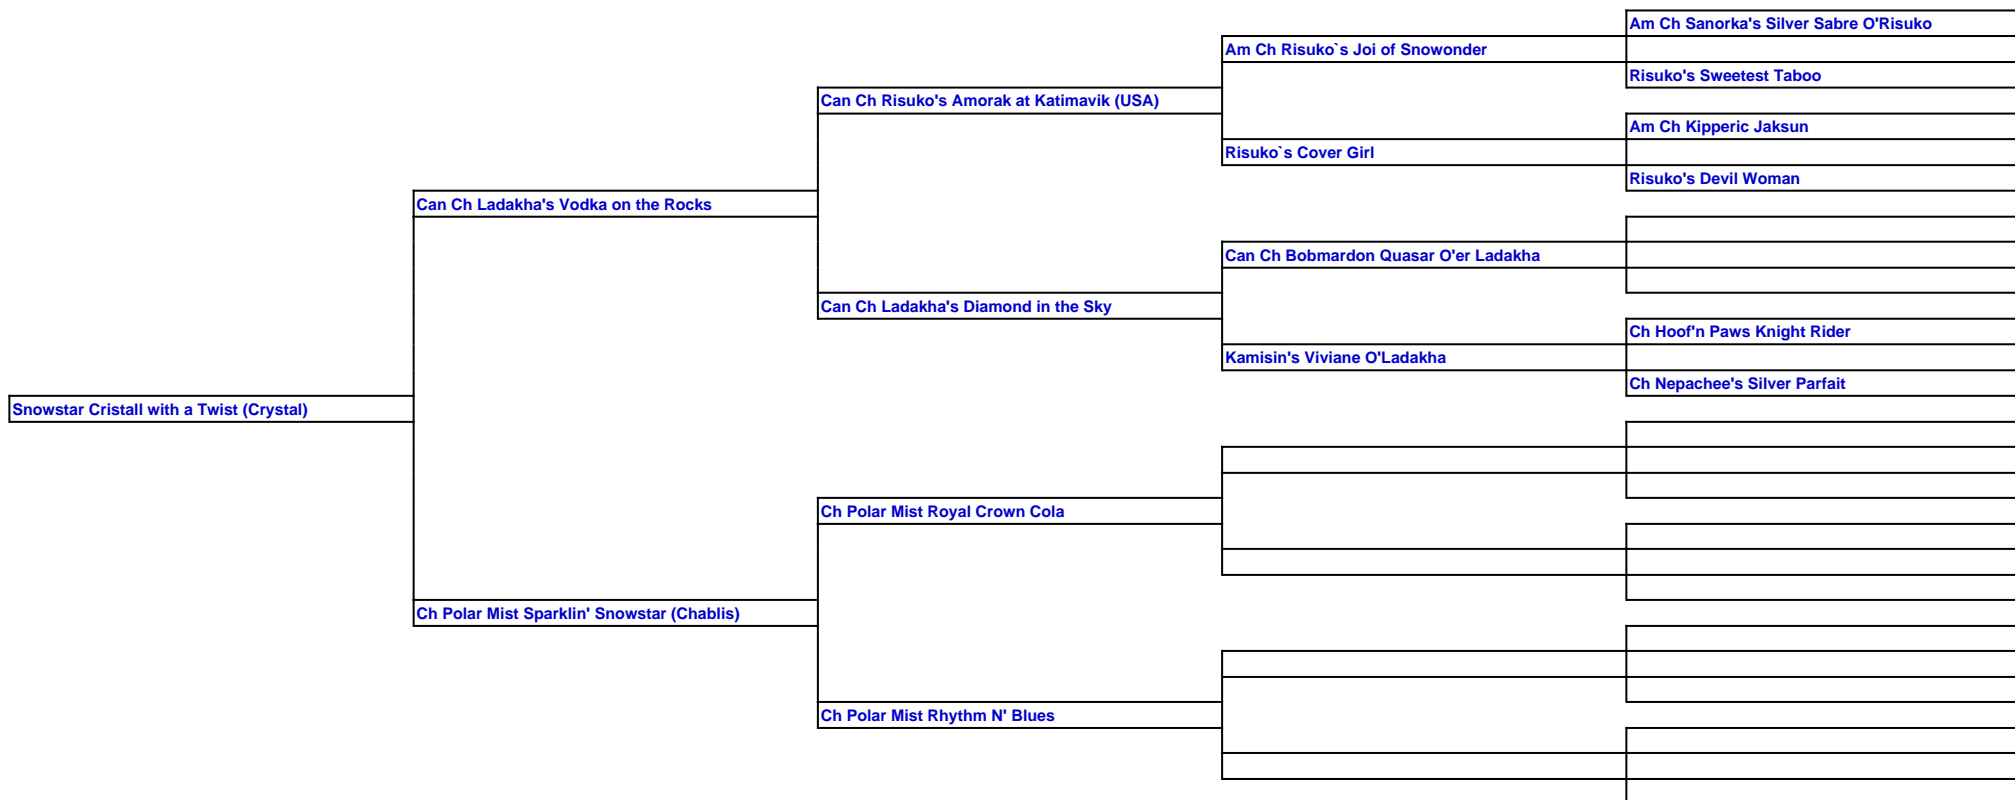 Am Ch Sanorka's Silver Sabre O'Risuko
Am Ch Risuko`s Joi of Snowonder
Risuko's Sweetest Taboo
Can Ch Risuko's Amorak at Katimavik (USA)
Am Ch Kipperic Jaksun
Risuko`s Cover Girl
Risuko's Devil Woman
Can Ch Ladakha's Vodka on the Rocks
Can Ch Bobmardon Quasar O'er Ladakha
Can Ch Ladakha's Diamond in the Sky
Ch Hoof'n Paws Knight Rider
Kamisin's Viviane O'Ladakha
Ch Nepachee's Silver Parfait
Snowstar Cristall with a Twist (Crystal)
Ch Polar Mist Royal Crown Cola
Ch Polar Mist Sparklin' Snowstar (Chablis)
Ch Polar Mist Rhythm N' Blues